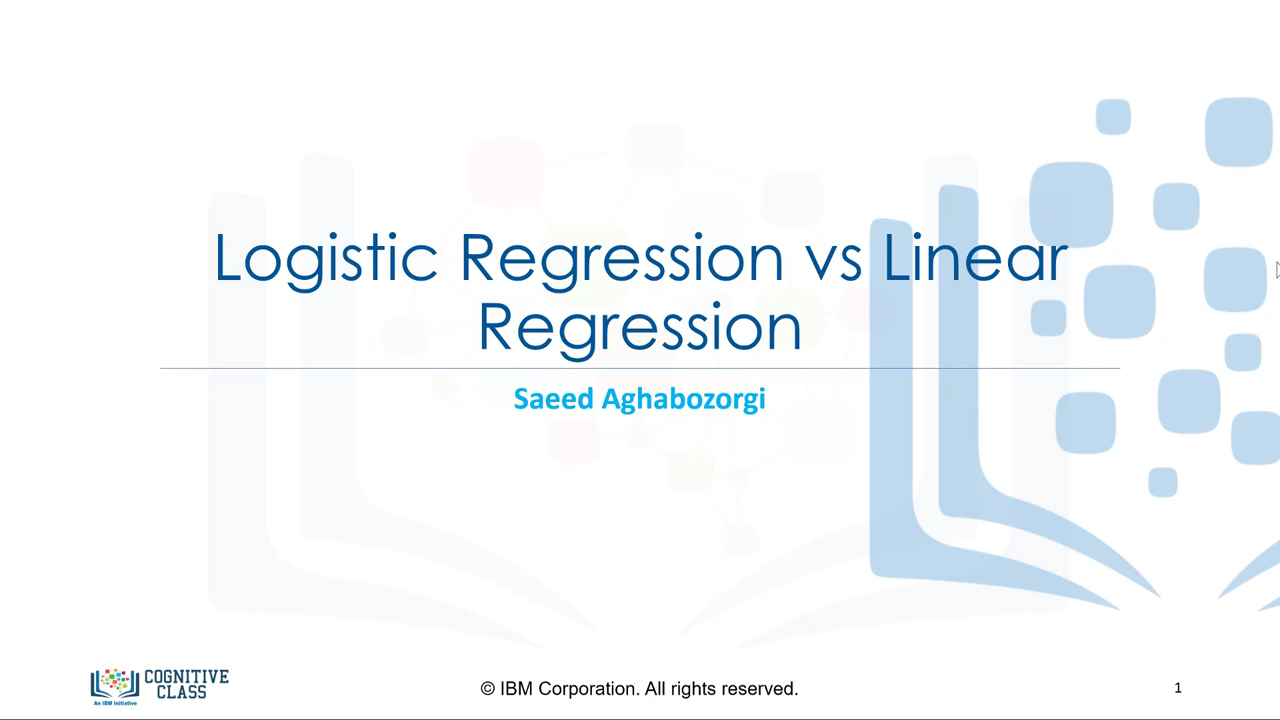 Logistic Regression vs Linear
Regression
Saeed Aghabozorgi
COGNITIVE
CLASS
An IBM Initiative
© IBM Corporation. All rights reserved.
1